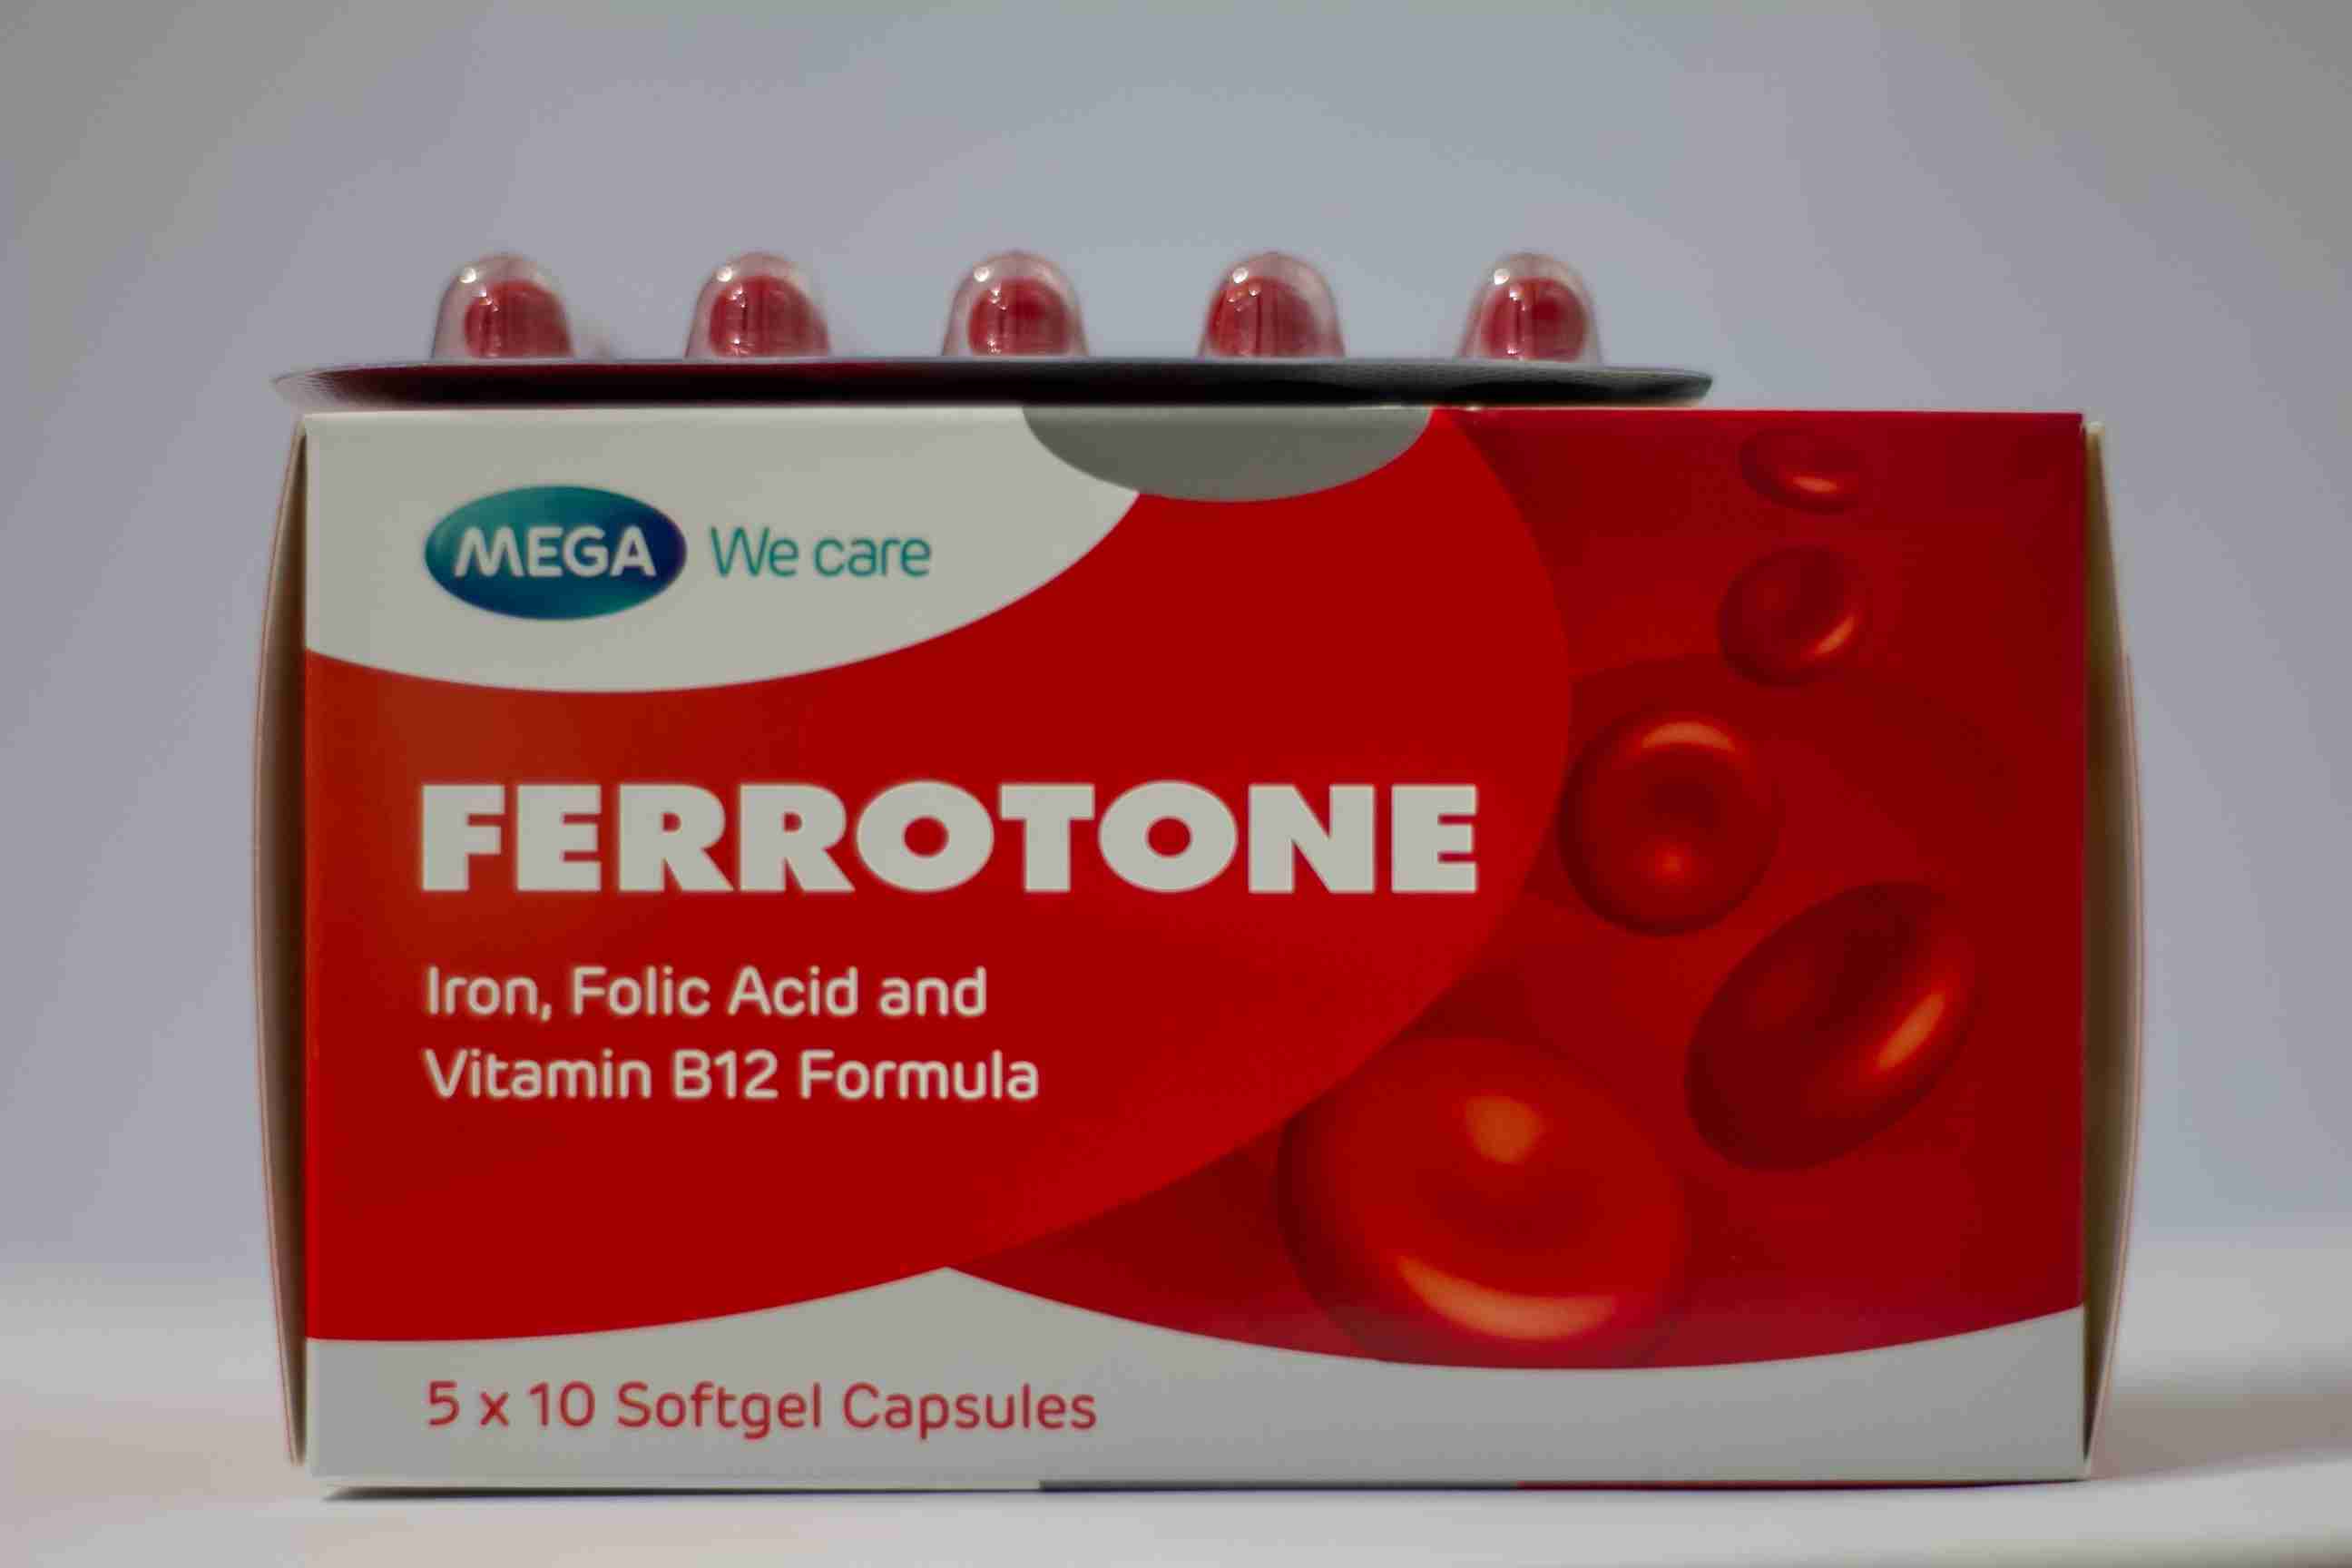 MEGA We care
FERROTONE
Iron, Folic Acid and
Vitamin B12 Formula
5 x 10 Softgel Capsules